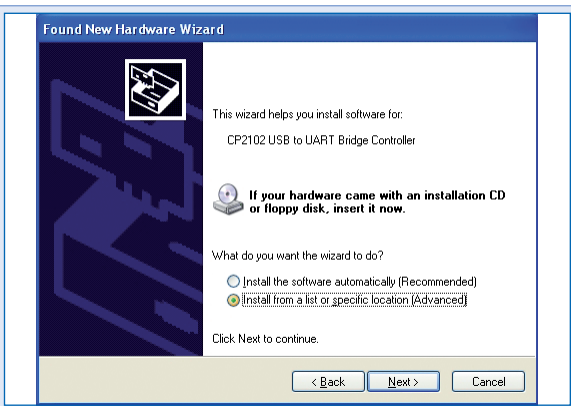 Found New Hardware Wizard
This wizard helps you install software for:
CP2102 USB to UART Bridge Controller
If your hardware came with an installation CD
or floppy disk, insert it now.
What do you want the wizard to do?
Install the software automatically (Recommended)
Install from a list or specific location (Advanced)
Click Next to continue.
< Back
Next >
Cancel